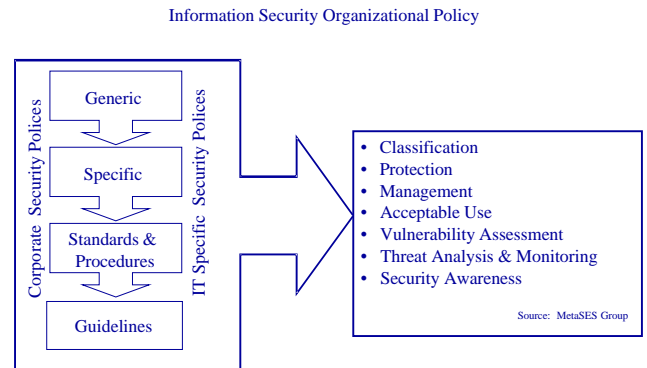 Information Security Organizational Policy
Corporate Security Polices
Generic
Specific
Standards &
Procedures
Guidelines
IT Specific Security Polices
• Classification
• Protection
• Management
• Acceptable Use
• Vulnerability Assessment
• Threat Analysis & Monitoring
• Security Awareness
Source: MetaSES Group